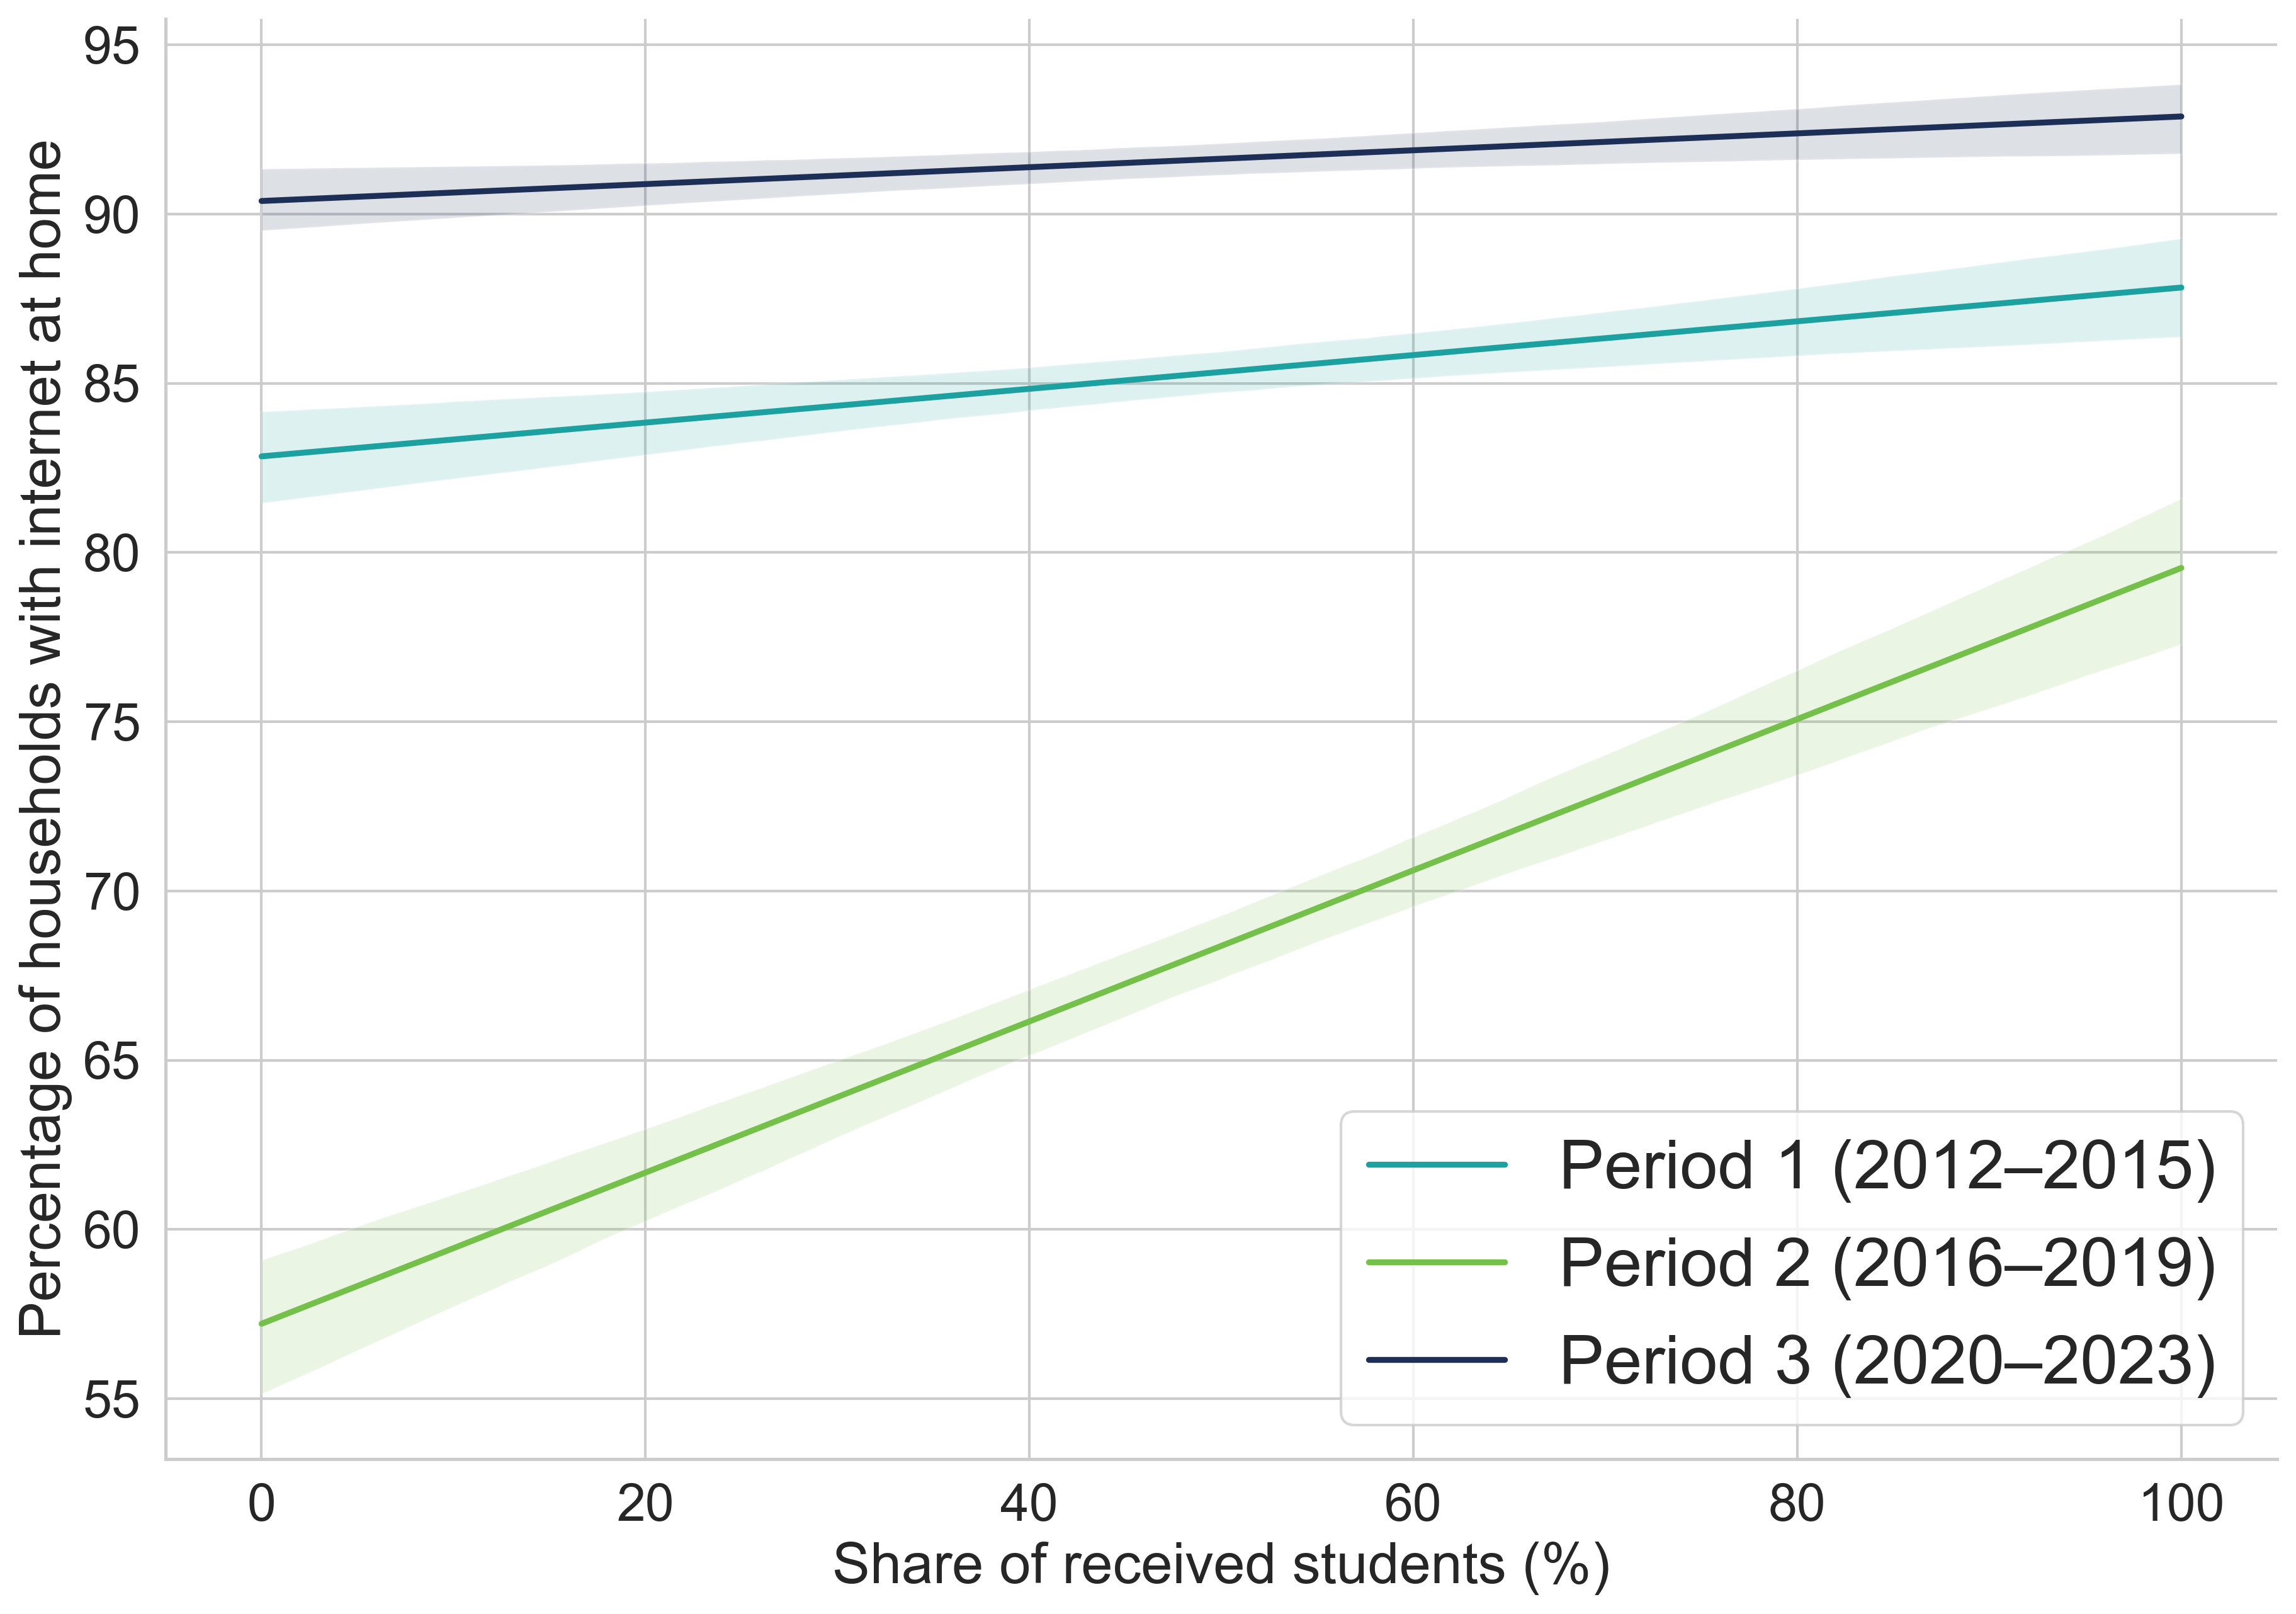 Percentage of households with internet at home
95
90
85
80
75
70
65
60
55
Period 1 (2012–2015)
Period 2 (2016–2019)
Period 3 (2020–2023)
0 20 40 60 80 100
Share of received students (%)